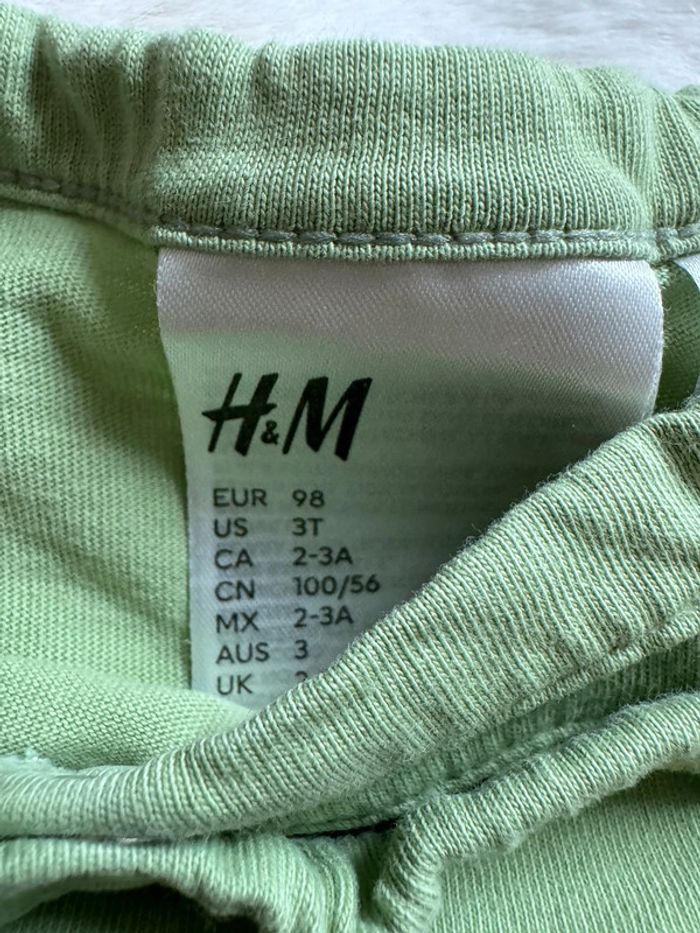 H&M
EUR 98
US 3T
CA 2-3A
CN 100/56
MX 2-3A
AUS 3
UK